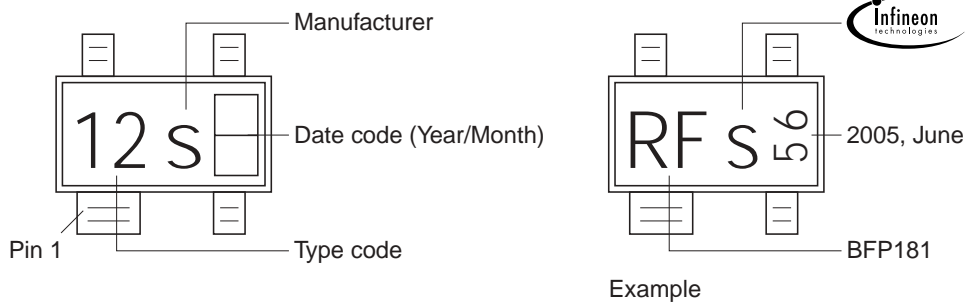 Manufacturer
12 s
Date code (Year/Month)
Pin 1
Type code
Infineon
technologies
RF s 56
2005, June
BFP181
Example